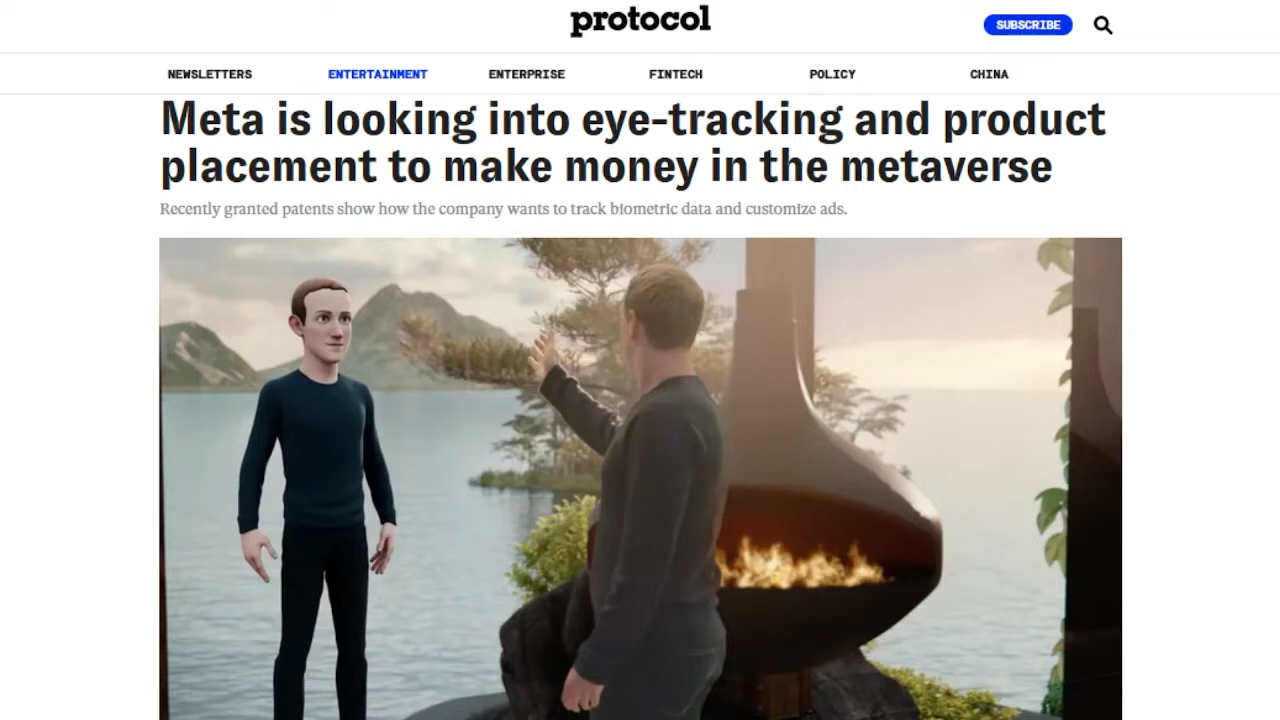 protocol
SUBSCRIBE
NEWSLETTERS ENTERTAINMENT ENTERPRISE FINTECH POLICY CHINA
Meta is looking into eye-tracking and product
placement to make money in the metaverse
Recently granted patents show how the company wants to track biometric data and customize ads.